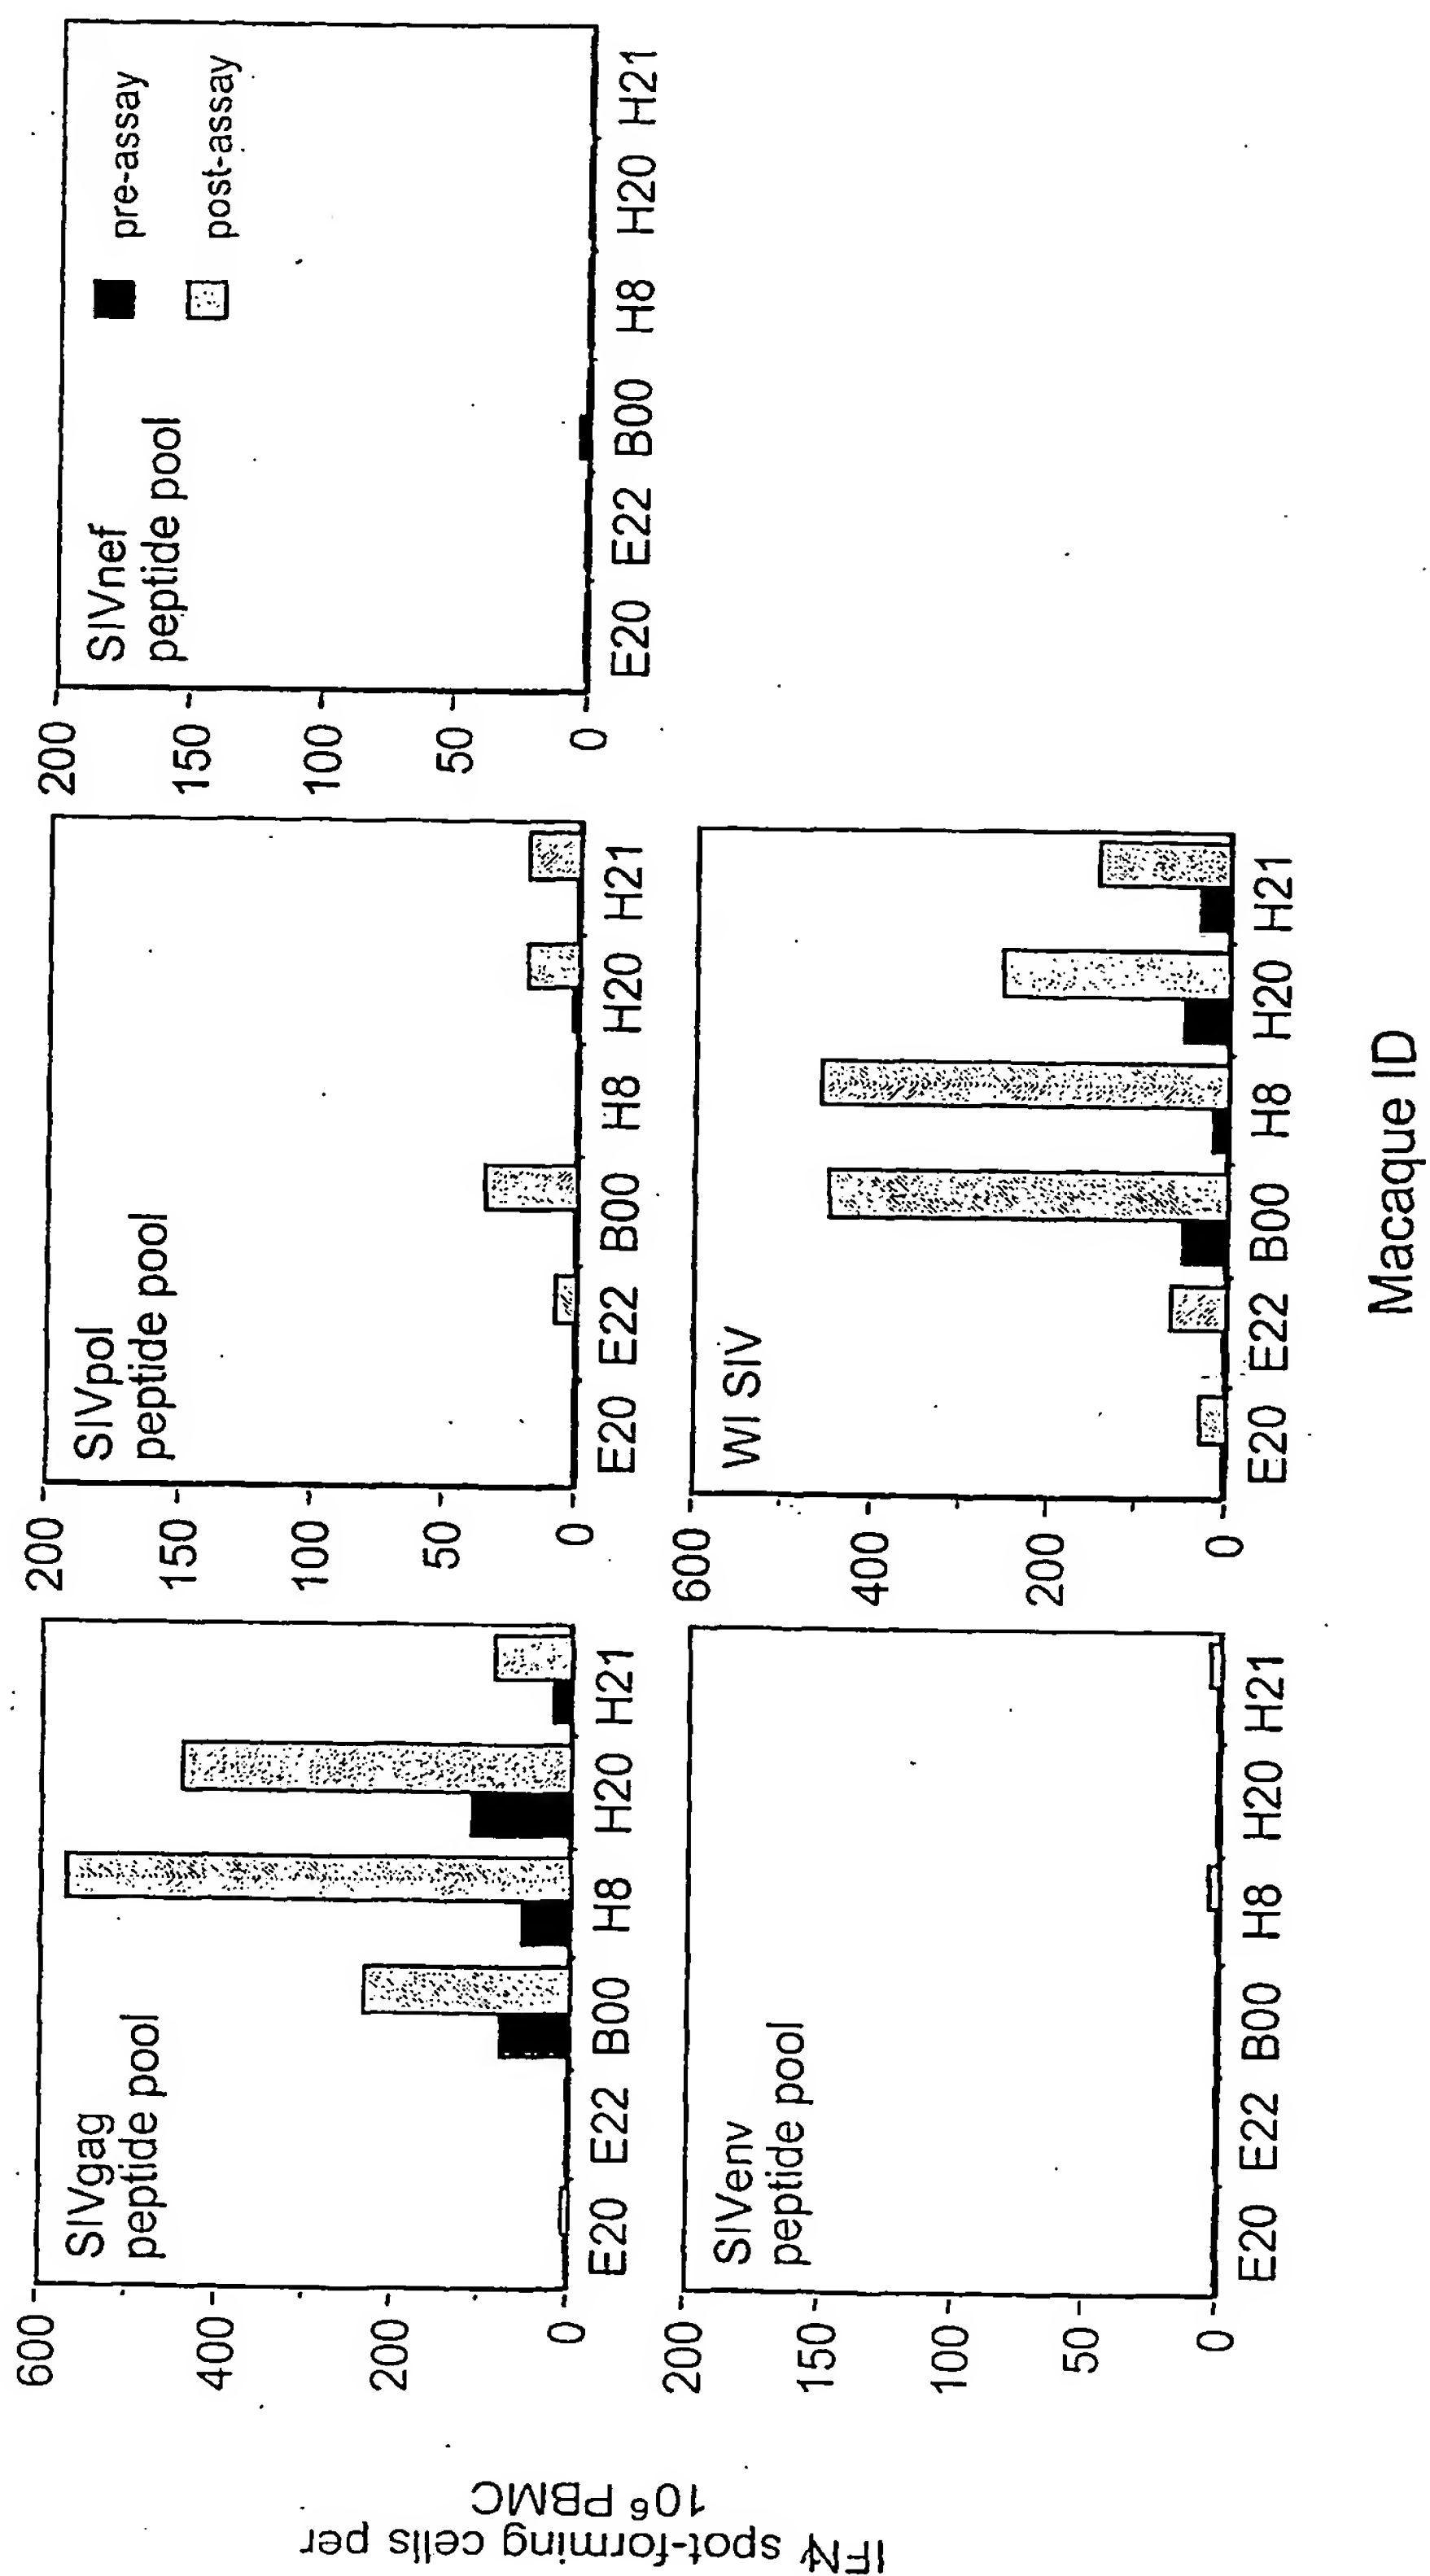 IFNγ spot-forming cells per
10⁶ PBMC
SIVgag
peptide pool
600
400
200
0
E20 E22 B00 H8 H20 H21
SIVpol
peptide pool
200
150
100
50
0
E20 E22 B00 H8 H20 H21
SIVnef
peptide pool
pre-assay
post-assay
200
150
100
50
0
E20 E22 B00 H8 H20 H21
SIVenv
peptide pool
200
150
100
50
0
E20 E22 B00 H8 H20 H21
WI SIV
600
400
200
0
E20 E22 B00 H8 H20 H21
Macaque ID